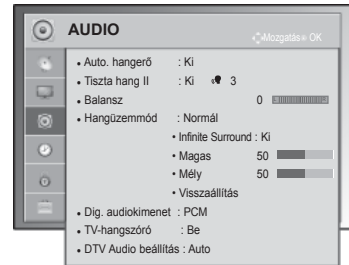 AUDIO
Mozgatás OK
• Auto. hangerő : Ki
• Tiszta hang II : Ki 3
• Balansz 0
• Hangüzemmód : Normál
• Infinite Surround : Ki
• Magas 50
• Mély 50
• Visszaállítás
• Dig. audiokimenet : PCM
• TV-hangszóró : Be
• DTV Audio beállítás : Auto